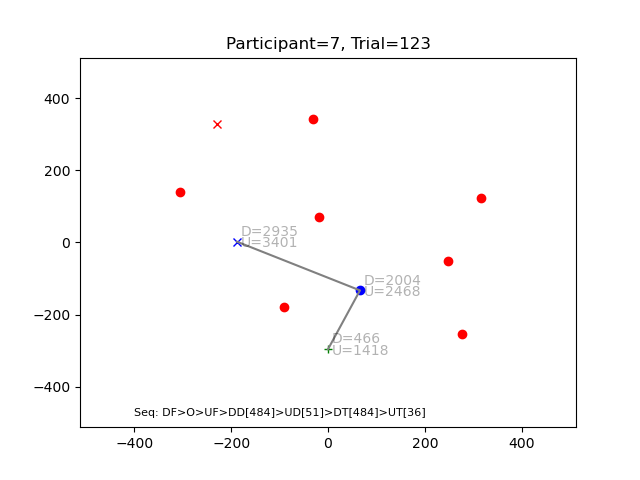 Participant=7, Trial=123
400
200
0
−200
−400
D=2935
U=3401
D=2004
U=2468
D=466
U=1418
Seq: DF>O>UF>DD[484]>UD[51]>DT[484]>UT[36]
−400 −200 0 200 400